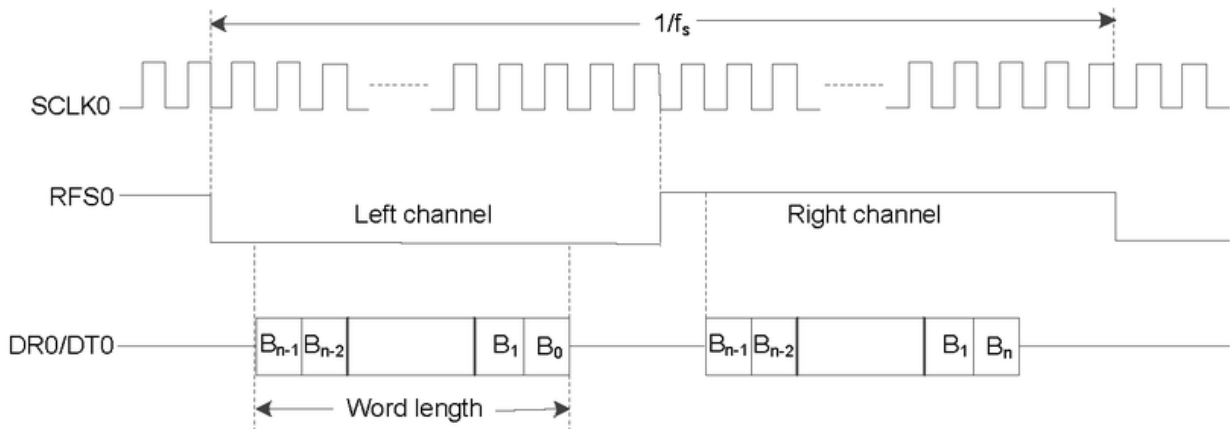 1/fs
SCLK0
RFS0
Left channel
Right channel
DR0/DT0
Bn-1 Bn-2 B1 B0 Bn-1 Bn-2 B1 Bn
Word length